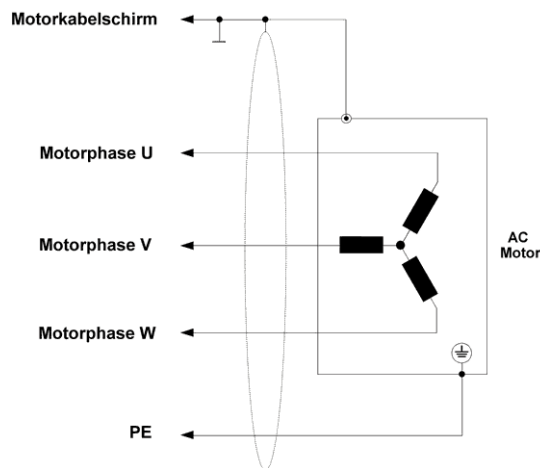 Motorkabelschirm
Motorphase U
Motorphase V
AC
Motor
Motorphase W
PE